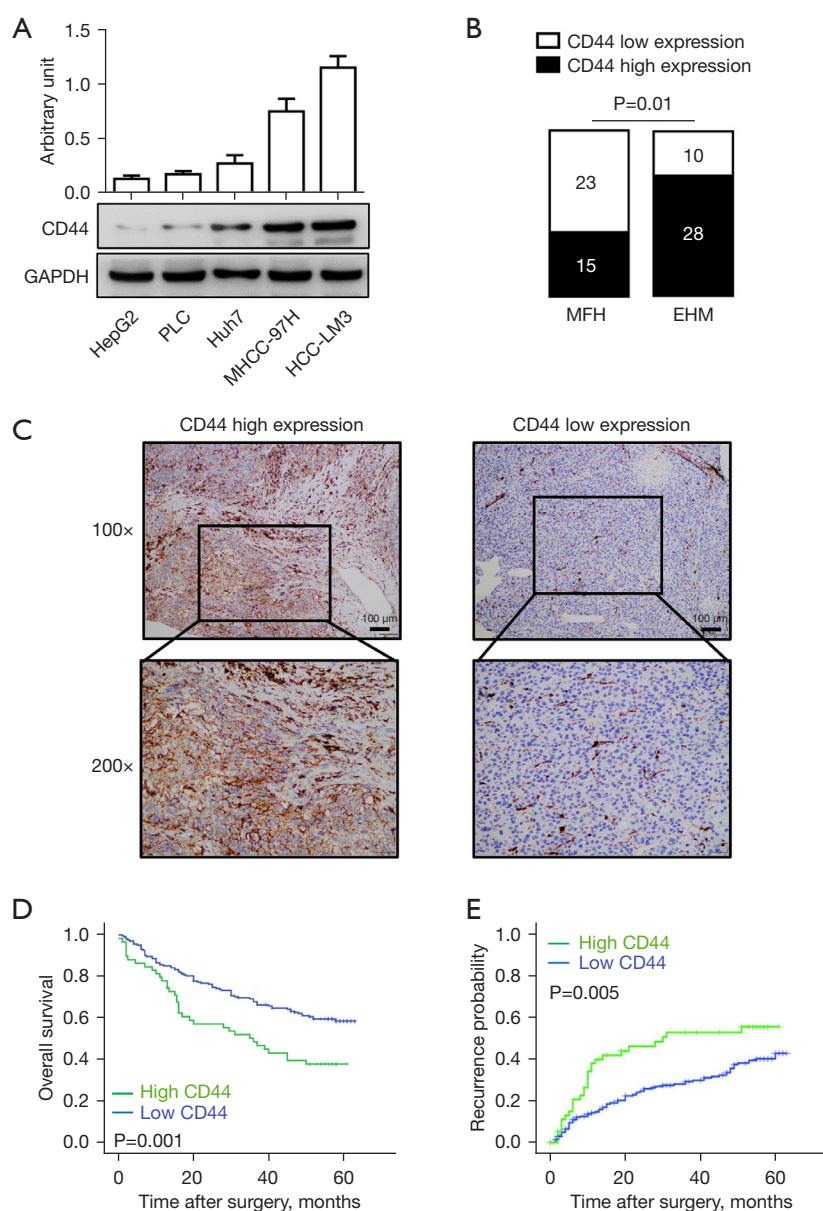 A
Arbitrary unit
1.5
1.0
0.5
0.0
CD44
GAPDH
HepG2
PLC
Huh7
MHCC-97H
HCC-LM3
B
CD44 low expression
CD44 high expression
P=0.01
23
10
15
28
MFH
EHM
C
CD44 high expression
CD44 low expression
100×
100 μm
100 μm
200×
D
Overall survival
1.0
0.8
0.6
0.4
0.2
0.0
High CD44
Low CD44
P=0.001
0
20
40
60
Time after surgery, months
E
Recurrence probability
1.0
0.8
0.6
0.4
0.2
0.0
High CD44
Low CD44
P=0.005
0
20
40
60
Time after surgery, months